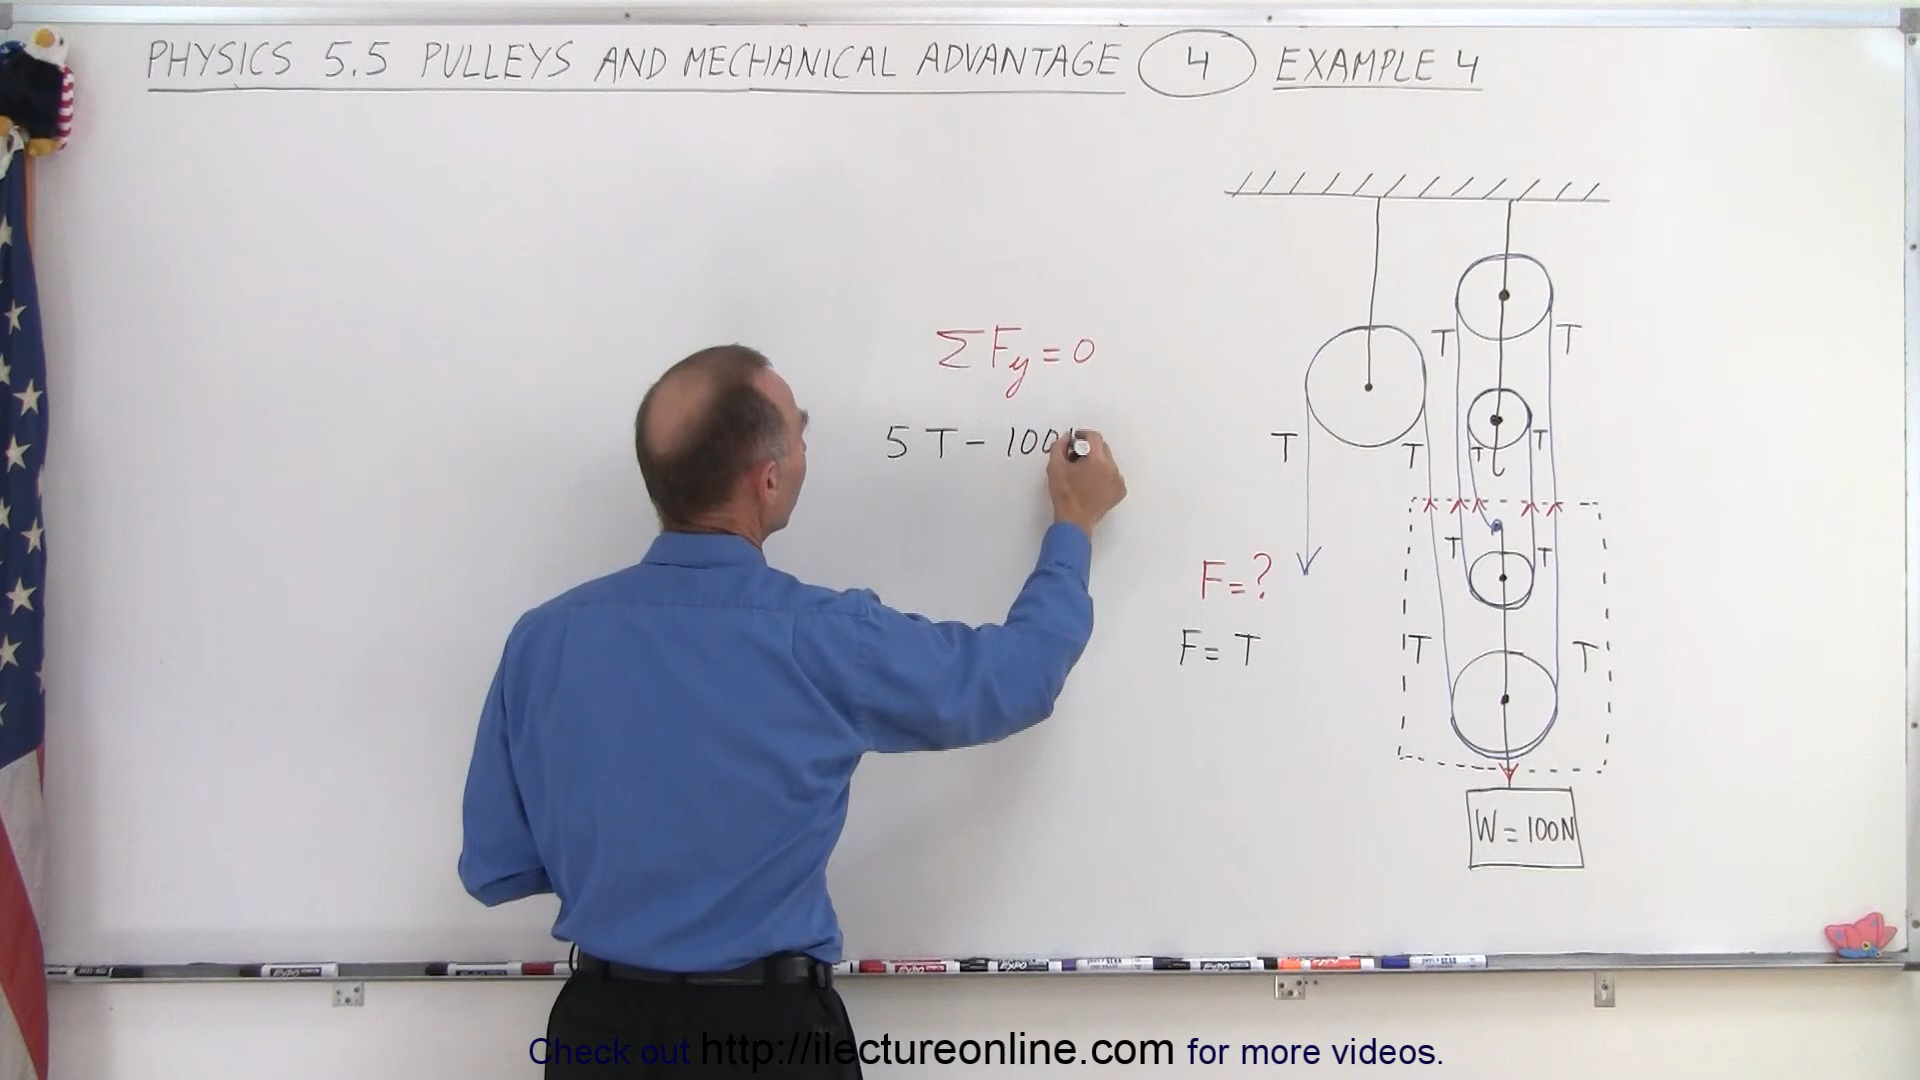 PHYSICS 5.5 PULLEYS AND MECHANICAL ADVANTAGE 4 EXAMPLE 4
T T
ΣFy = 0
5 T - 100
T T T T
F = ?
T T
F = T
T T
W = 100N
Check out http://ilectureonline.com for more videos.